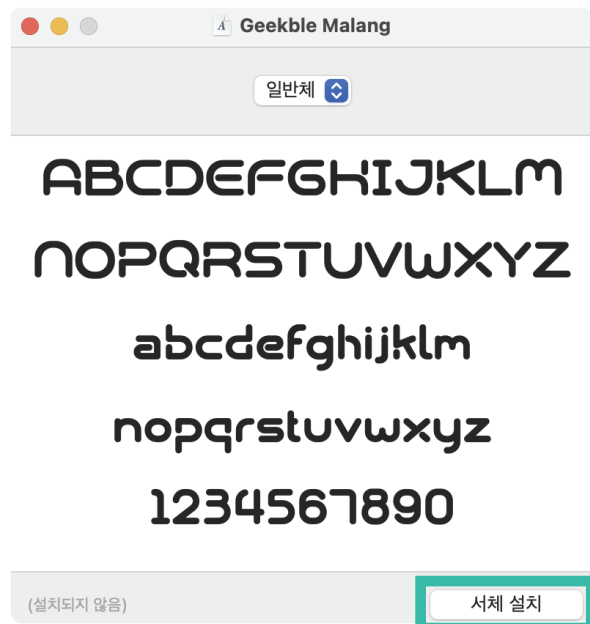 Geekble Malang
일반체
ABCDEFGHIJKLM
NOPQRSTUVWXYZ
abcdefghijklm
nopqrstuvwxyz
1234567890
(설치되지 않음)
서체 설치